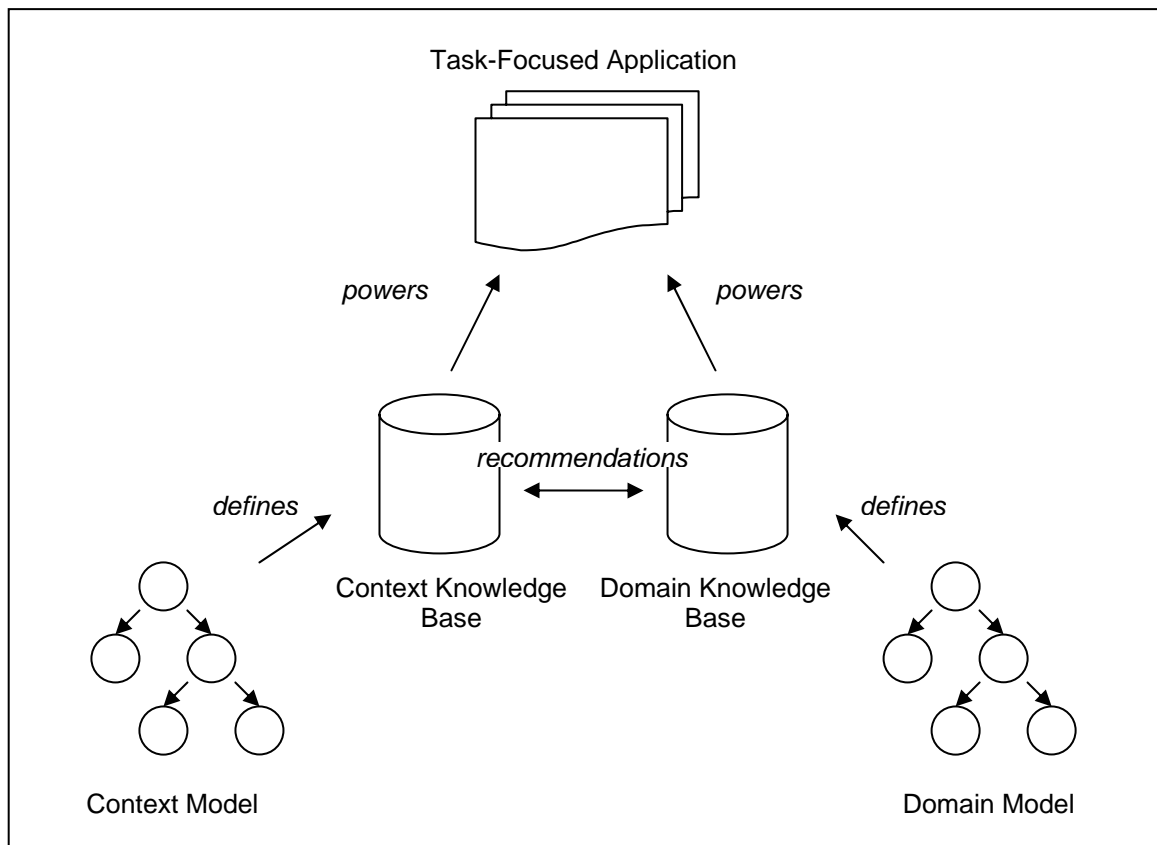 Task-Focused Application
powers
powers
recommendations
defines
defines
Context Knowledge
Base
Domain Knowledge
Base
Context Model
Domain Model